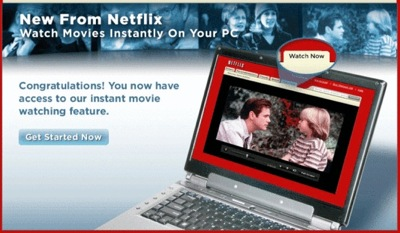 New From Netflix
Watch Movies Instantly On Your PC
Watch Now
NETFLIX
Congratulations! You now have
access to our instant movie
watching feature.
Get Started Now